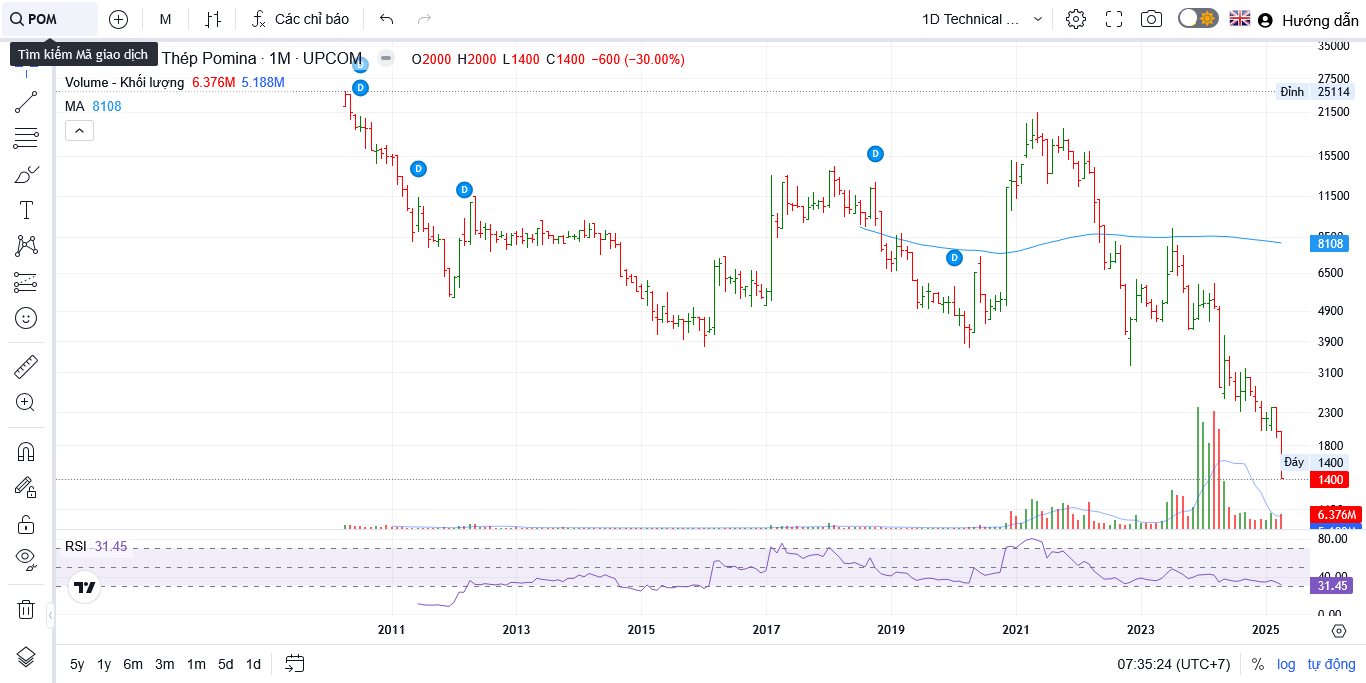 POM M Các chỉ báo 1D Technical ... Hướng dẫn
Tìm kiếm Mã giao dịch
Thép Pomina · 1M · UPCOM O2000 H2000 L1400 C1400 −600 (−30.00%)
Volume - Khối lượng 6.376M 5.188M
MA 8108
D
D
D
D
D
D
35000
27500
Đỉnh 25114
21500
15500
11500
8108
6500
4900
3900
3100
2300
1800
Đáy 1400
1400
6.376M
RSI 31.45
80.00
40.00
31.45
0.00
2011 2013 2015 2017 2019 2021 2023 2025
5y 1y 6m 3m 1m 5d 1d 07:35:24 (UTC+7) % log tự động